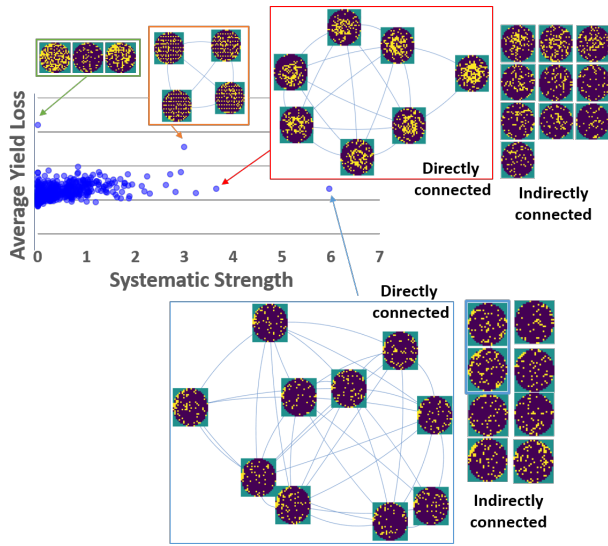 Average Yield Loss
0 1 2 3 4 5 6 7
Systematic Strength
Directly
connected
Indirectly
connected
Directly
connected
Indirectly
connected